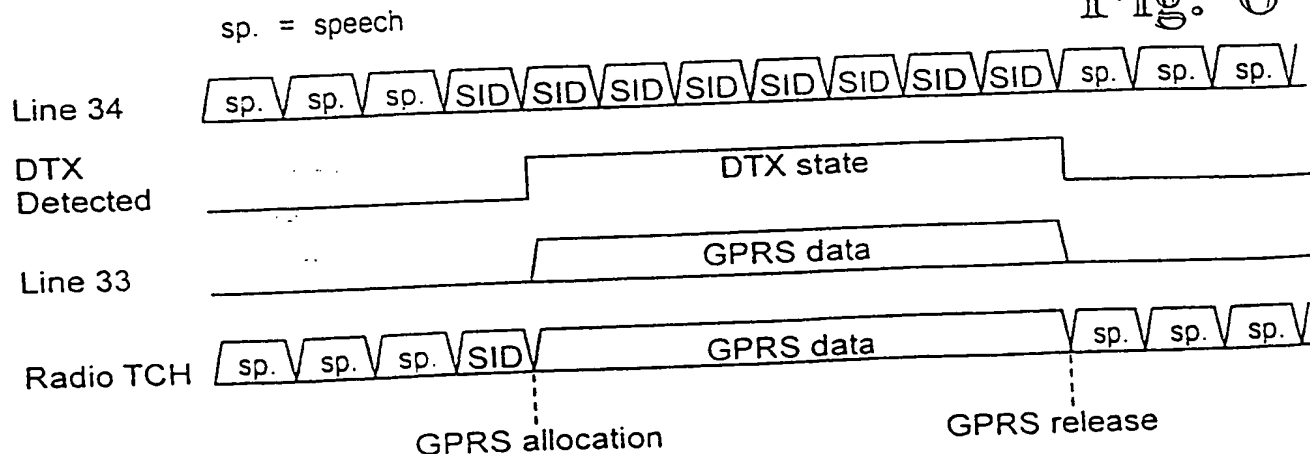 Fig. 6
sp. = speech
Line 34 sp. sp. sp. SID SID SID SID SID SID SID SID sp. sp. sp.
DTX Detected DTX state
Line 33 GPRS data
Radio TCH sp. sp. sp. SID GPRS data sp. sp. sp.
GPRS allocation GPRS release